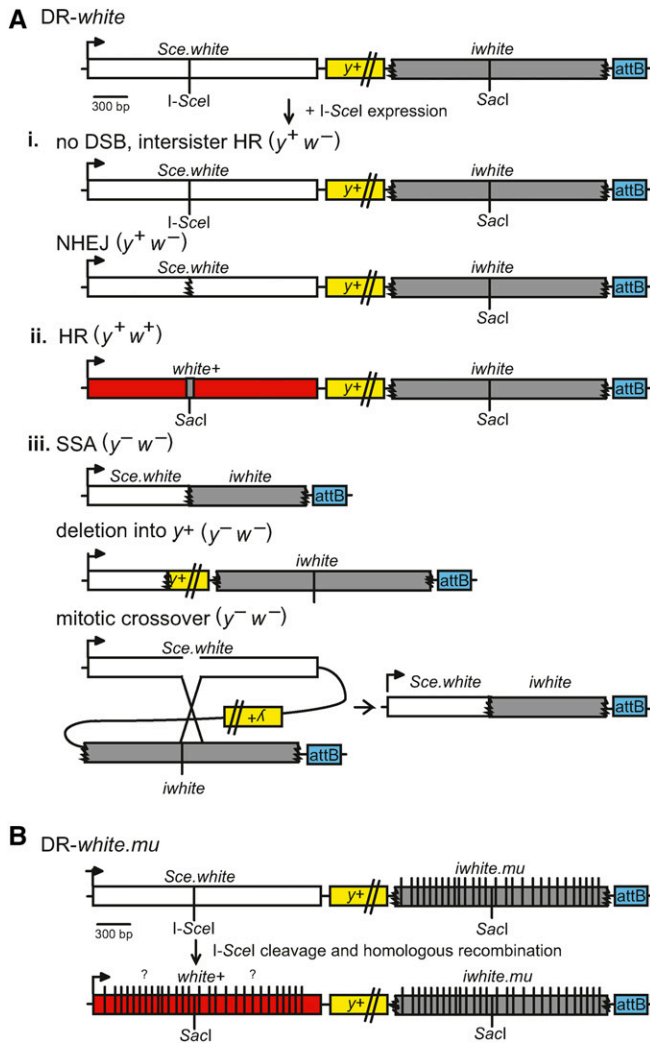 A DR-white
Sce.white y+ iwhite attB
300 bp I-SceI SacI
+ I-SceI expression
i. no DSB, intersister HR (y+ w−)
Sce.white iwhite
y+ attB
I-SceI SacI
NHEJ (y+ w−)
Sce.white iwhite
y+ attB
SacI
ii. HR (y+ w+)
white+ iwhite
y+ attB
SacI SacI
iii. SSA (y− w−)
Sce.white iwhite
attB
deletion into y+ (y− w−)
iwhite
y+ attB
mitotic crossover (y− w−)
Sce.white
Sce.white iwhite
y+ attB
attB
iwhite
B DR-white.mu
Sce.white iwhite.mu
y+ attB
300 bp I-SceI SacI
I-SceI cleavage and homologous recombination
? white+ ? iwhite.mu
y+ attB
SacI SacI